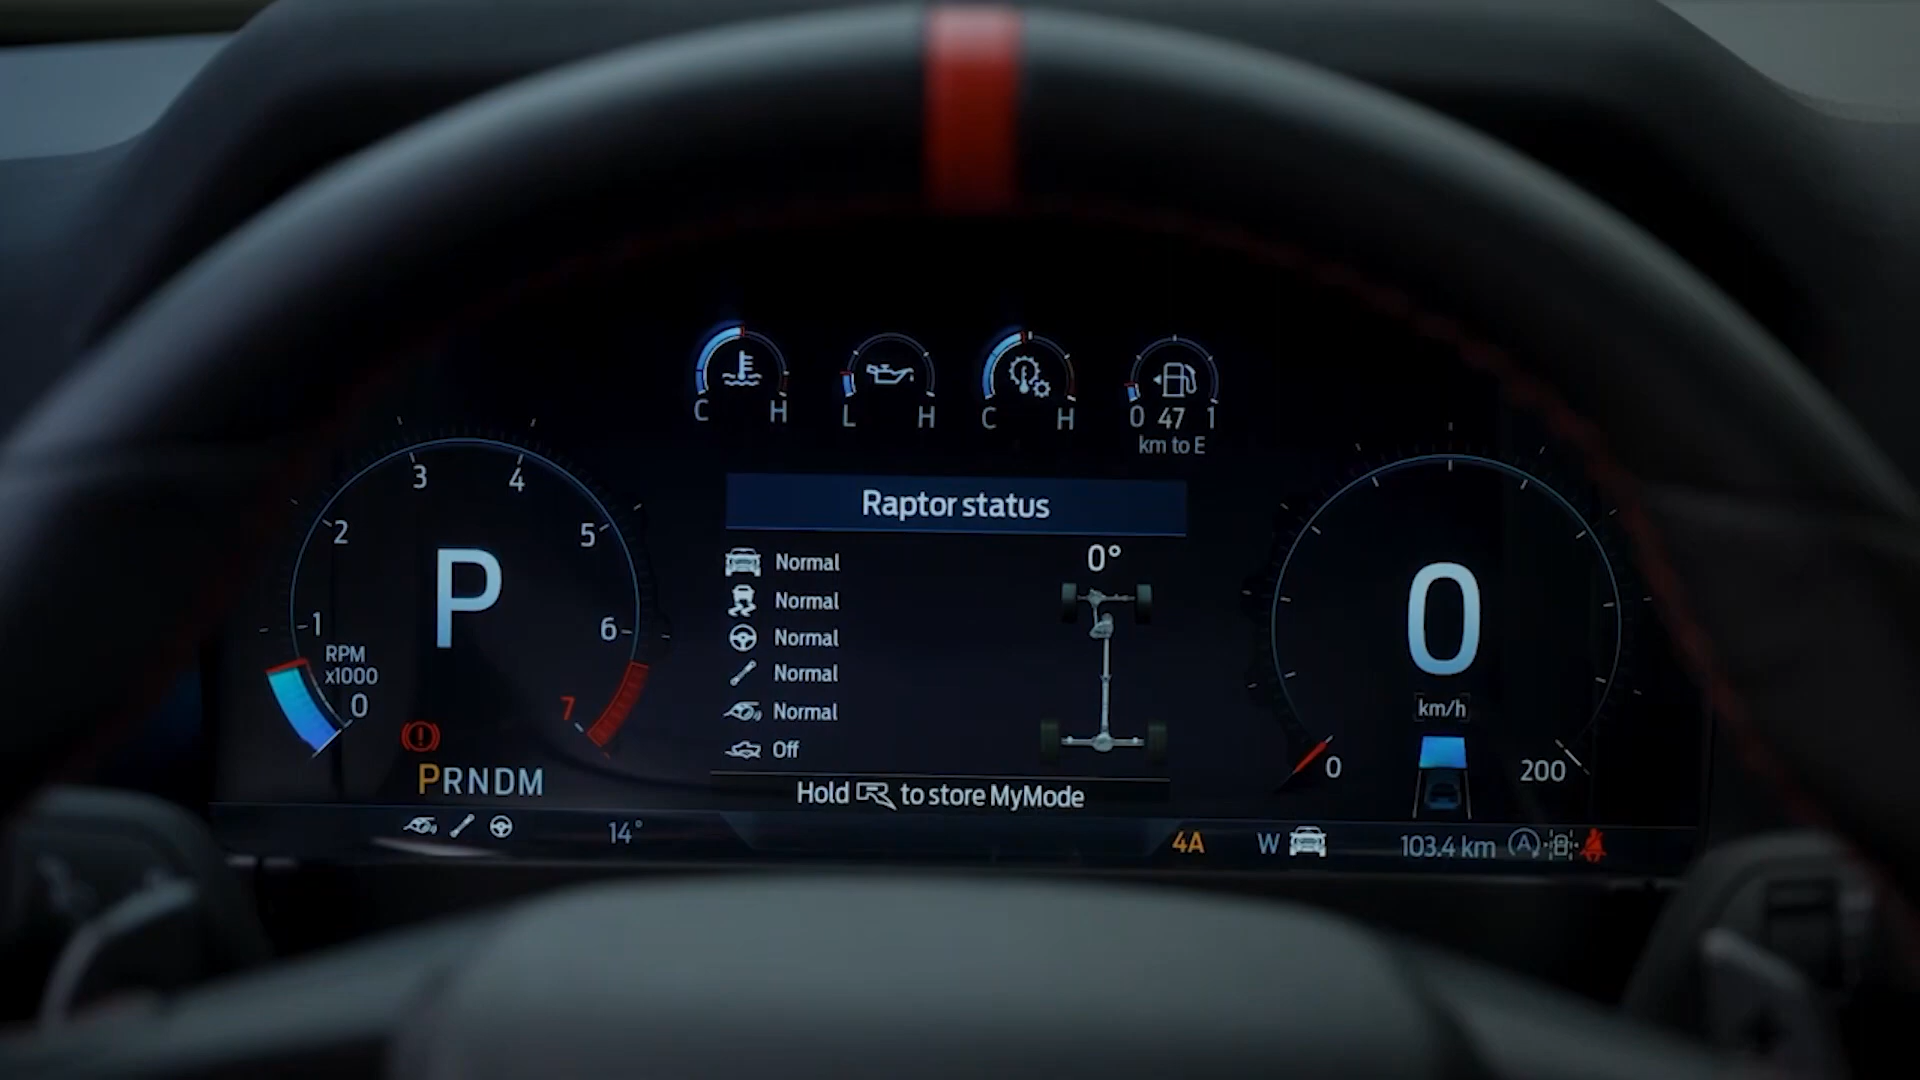 C H
L H
C H
0 47 1
km to E
3 4
2 5
1 6
RPM
x1000
0
7
P
PRNDM
Raptor status
Normal
0°
Normal
Normal
Normal
Normal
Off
Hold R to store MyMode
0
km/h
0 200
14°
4A
W
103.4 km
A